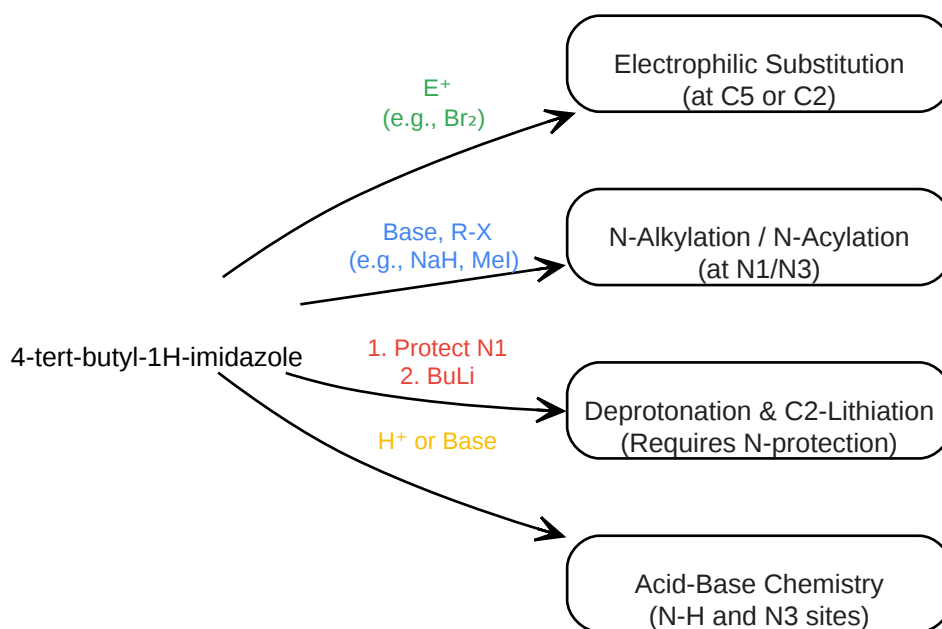 Electrophilic Substitution
(at C5 or C2)
E⁺
(e.g., Br₂)
N-Alkylation / N-Acylation
(at N1/N3)
Base, R-X
(e.g., NaH, MeI)
4-tert-butyl-1H-imidazole
1. Protect N1
2. BuLi
Deprotonation & C2-Lithiation
(Requires N-protection)
H⁺ or Base
Acid-Base Chemistry
(N-H and N3 sites)